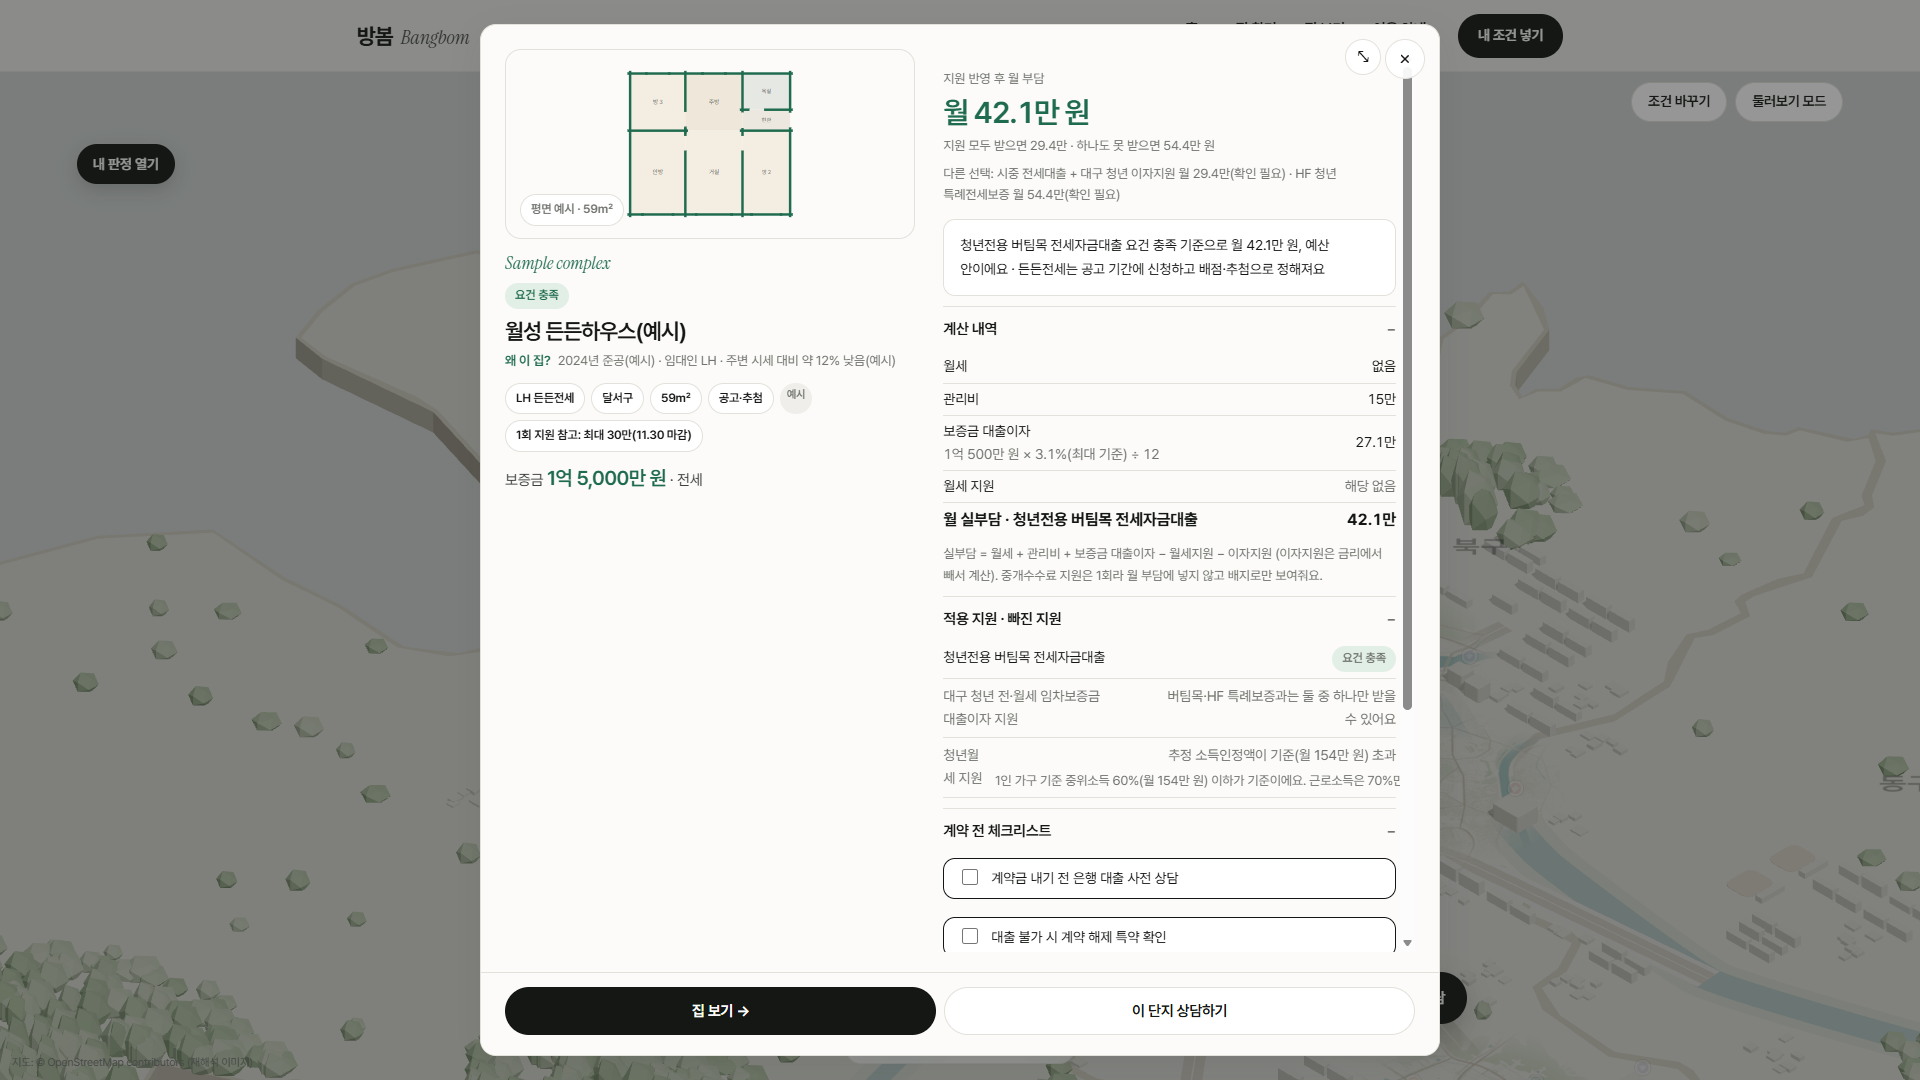 방봄 Bangbom
내 조건 넣기
조건 바꾸기
둘러보기 모드
내 판정 열기
방 3
주방
욕실
현관
안방
거실
방 2
평면 예시 · 59m²
Sample complex
요건 충족
월성 든든하우스(예시)
왜 이 집? 2024년 준공(예시) · 임대인 LH · 주변 시세 대비 약 12% 낮음(예시)
LH 든든전세
달서구
59m²
공고·추첨
예시
1회 지원 참고: 최대 30만(11.30 마감)
보증금 1억 5,000만 원 · 전세
지원 반영 후 월 부담
월 42.1만 원
지원 모두 받으면 29.4만 · 하나도 못 받으면 54.4만 원
다른 선택: 시중 전세대출 + 대구 청년 이자지원 월 29.4만(확인 필요) · HF 청년
특례전세보증 월 54.4만(확인 필요)
청년전용 버팀목 전세자금대출 요건 충족 기준으로 월 42.1만 원, 예산
안이에요 · 든든전세는 공고 기간에 신청하고 배점·추첨으로 정해져요
계산 내역 −
월세 없음
관리비 15만
보증금 대출이자
1억 500만 원 × 3.1%(최대 기준) ÷ 12
27.1만
월세 지원 해당 없음
월 실부담 · 청년전용 버팀목 전세자금대출 42.1만
실부담 = 월세 + 관리비 + 보증금 대출이자 − 월세지원 − 이자지원 (이자지원은 금리에서
빼서 계산). 중개수수료 지원은 1회라 월 부담에 넣지 않고 배지로만 보여줘요.
적용 지원 · 빠진 지원 −
청년전용 버팀목 전세자금대출 요건 충족
대구 청년 전·월세 임차보증금 버팀목·HF 특례보증과는 둘 중 하나만 받을
대출이자 지원 수 있어요
청년월 추정 소득인정액이 기준(월 154만 원) 초과
세 지원 1인 가구 기준 중위소득 60%(월 154만 원) 이하가 기준이에요. 근로소득은 70%만
계약 전 체크리스트 −
계약금 내기 전 은행 대출 사전 상담
대출 불가 시 계약 해제 특약 확인
집 보기 →
이 단지 상담하기
북구
지도: © OpenStreetMap contributors